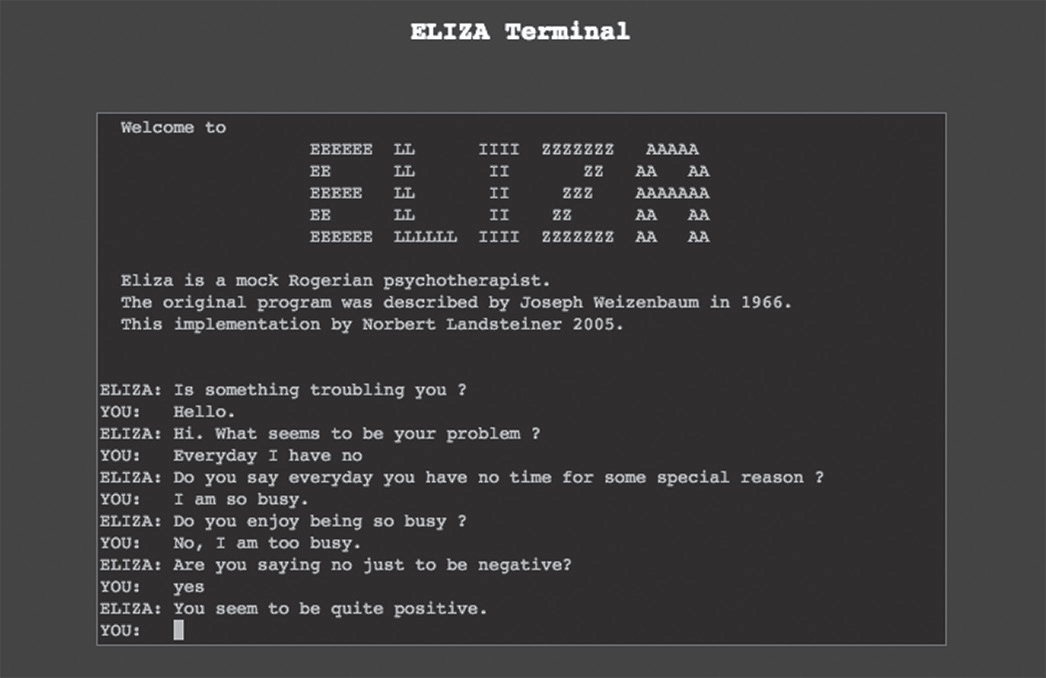 ELIZA Terminal
Welcome to
EEEEEE  LL      IIII  ZZZZZZZ   AAAAA
EE      LL       II       ZZ   AA   AA
EEEEE   LL       II     ZZZ    AAAAAAA
EE      LL       II    ZZ      AA   AA
EEEEEE  LLLLLL  IIII  ZZZZZZZ  AA   AA
Eliza is a mock Rogerian psychotherapist.
The original program was described by Joseph Weizenbaum in 1966.
This implementation by Norbert Landsteiner 2005.
ELIZA: Is something troubling you ?
YOU:   Hello.
ELIZA: Hi. What seems to be your problem ?
YOU:   Everyday I have no
ELIZA: Do you say everyday you have no time for some special reason ?
YOU:   I am so busy.
ELIZA: Do you enjoy being so busy ?
YOU:   No, I am too busy.
ELIZA: Are you saying no just to be negative?
YOU:   yes
ELIZA: You seem to be quite positive.
YOU: